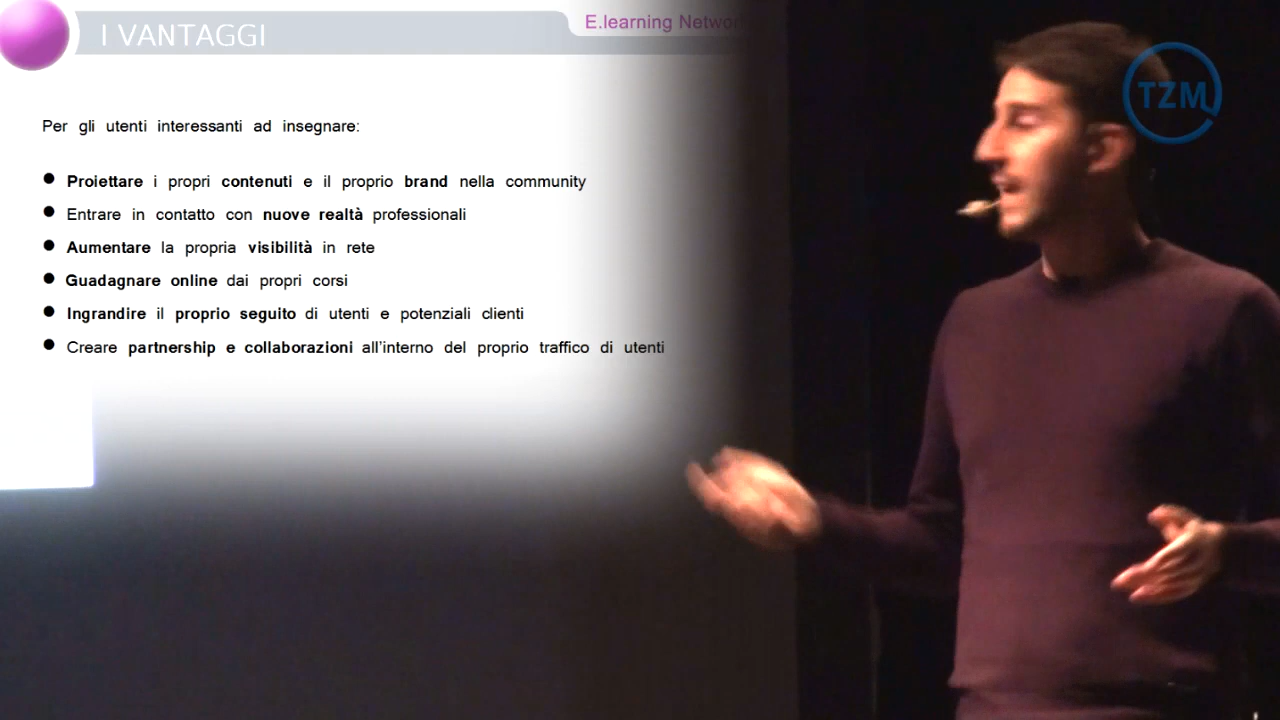 I VANTAGGI
E.learning Networ
TZM
Per gli utenti interessanti ad insegnare:
● Proiettare i propri contenuti e il proprio brand nella community
● Entrare in contatto con nuove realtà professionali
● Aumentare la propria visibilità in rete
● Guadagnare online dai propri corsi
● Ingrandire il proprio seguito di utenti e potenziali clienti
● Creare partnership e collaborazioni all'interno del proprio traffico di utenti